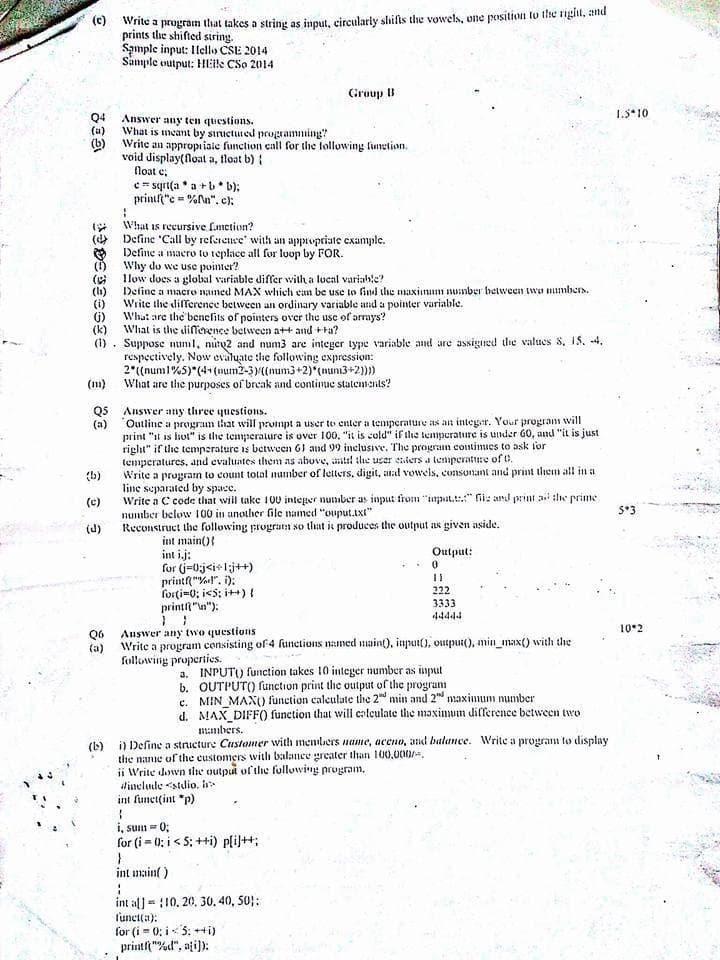 (c) Write a program that takes a string as input, circularly shifts the vowels, one position to the right, and
prints the shifted string.
Sample input: Hello CSE 2014
Sample output: HElle CSo 2014
Group B
Q4 Answer any ten questions. 1.5*10
(a) What is meant by structured programming?
(b) Write an appropriate function call for the following function.
void display(float a, float b) {
float c;
c = sqrt(a * a + b * b);
printf("c = %f\n", c);
}
What is recursive function?
(d) Define 'Call by reference' with an appropriate example.
Define a macro to replace all for loop by FOR.
(f) Why do we use pointer?
(g) How does a global variable differ with a local variable?
(h) Define a macro named MAX which can be use to find the maximum number between two numbers.
(i) Write the difference between an ordinary variable and a pointer variable.
(j) What are the benefits of pointers over the use of arrays?
(k) What is the difference between a++ and ++a?
(l) . Suppose num1, num2 and num3 are integer type variable and are assigned the values 8, 15, -4,
respectively. Now evaluate the following expression:
2*((num1%5)*(4+(num2-3)/((num3+2)*(num3+2))))
(m) What are the purposes of break and continue statements?
Q5 Answer any three questions.
(a) Outline a program that will prompt a user to enter a temperature as an integer. Your program will
print "it is hot" is the temperature is over 100, "it is cold" if the temperature is under 60, and "it is just
right" if the temperature is between 61 and 99 inclusive. The program continues to ask for
temperatures, and evaluates them as above, until the user enters a temperature of 0.
(b) Write a program to count total number of letters, digit, and vowels, consonant and print them all in a
line separated by space.
(c) Write a C code that will take 100 integer number as input from "input.txt" file and print all the prime
number below 100 in another file named "ouput.txt" 5*3
(d) Reconstruct the following program so that it produces the output as given aside.
int main(){
int i,j; Output:
for (j=0;j<i+1;j++) 0
printf("%d", i); 11
for(i=0; i<5; i++) { 222
printf("\n"); 3333
} } 44444
Q6 Answer any two questions 10*2
(a) Write a program consisting of 4 functions named main(), input(), output(), min_max() with the
following properties.
a. INPUT() function takes 10 integer number as input
b. OUTPUT() function print the output of the program
c. MIN_MAX() function calculate the 2nd min and 2nd maximum number
d. MAX_DIFF() function that will calculate the maximum difference between two
numbers.
(b) i) Define a structure Customer with members name, accno, and balance. Write a program to display
the name of the customers with balance greater than 100,000/=.
ii Write down the output of the following program.
#include <stdio. h>
int funct(int *p)
{
i, sum = 0;
for (i = 0; i < 5; ++i) p[i]++;
}
int main( )
{
int a[] = {10, 20, 30, 40, 50};
funct(a);
for (i = 0; i < 5; ++i)
printf("%d", a[i]);